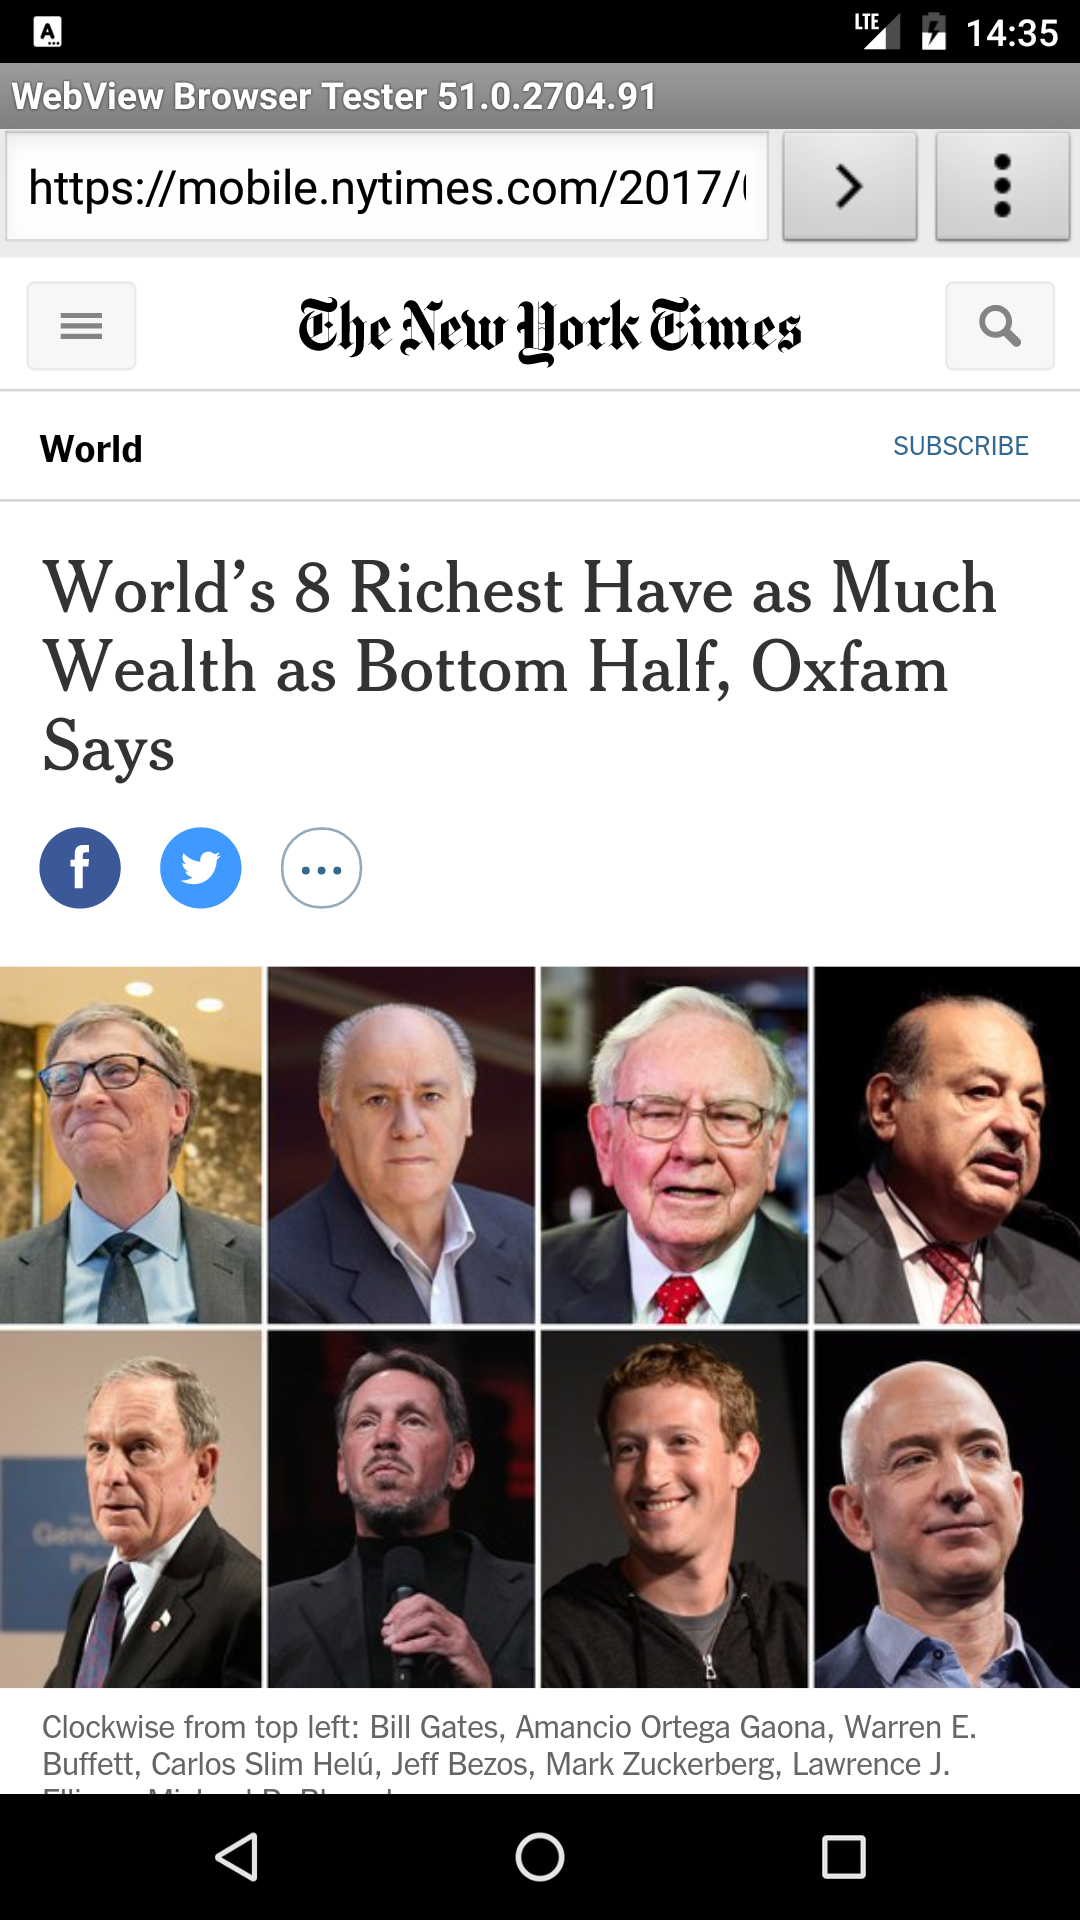 LTE 14:35
WebView Browser Tester 51.0.2704.91
https://mobile.nytimes.com/2017/
The New York Times
World SUBSCRIBE
World’s 8 Richest Have as Much
Wealth as Bottom Half, Oxfam
Says
Clockwise from top left: Bill Gates, Amancio Ortega Gaona, Warren E.
Buffett, Carlos Slim Helú, Jeff Bezos, Mark Zuckerberg, Lawrence J.